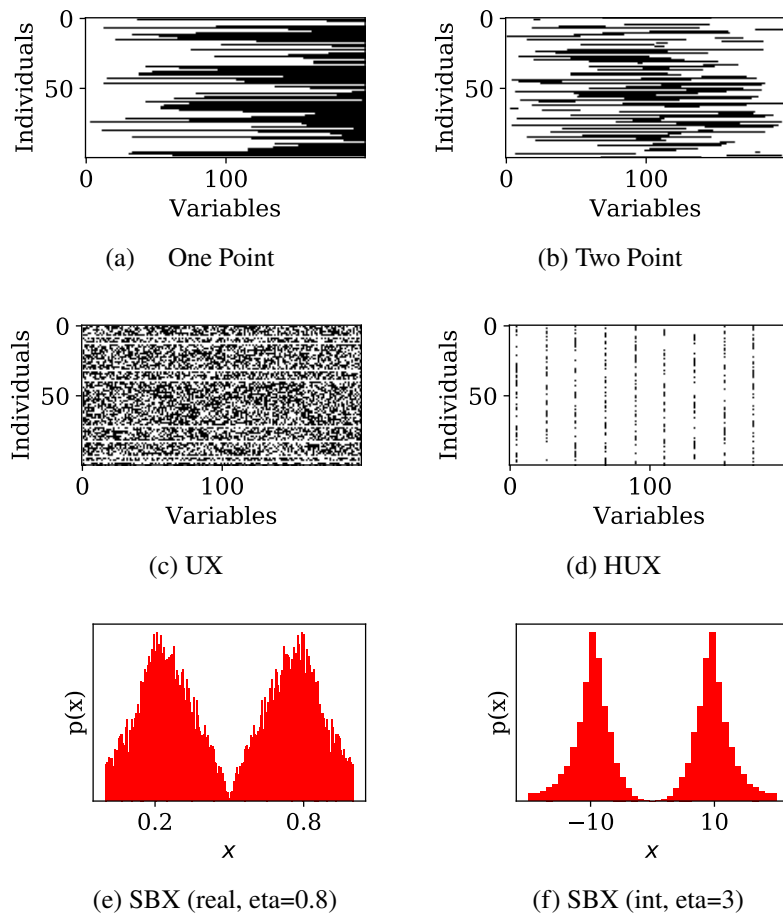 0
50
Individuals
0
100
Variables
(a) One Point
0
50
Individuals
0
100
Variables
(b) Two Point
0
50
Individuals
0
100
Variables
(c) UX
0
50
Individuals
0
100
Variables
(d) HUX
p(x)
0.2
0.8
x
(e) SBX (real, eta=0.8)
p(x)
−10
10
x
(f) SBX (int, eta=3)